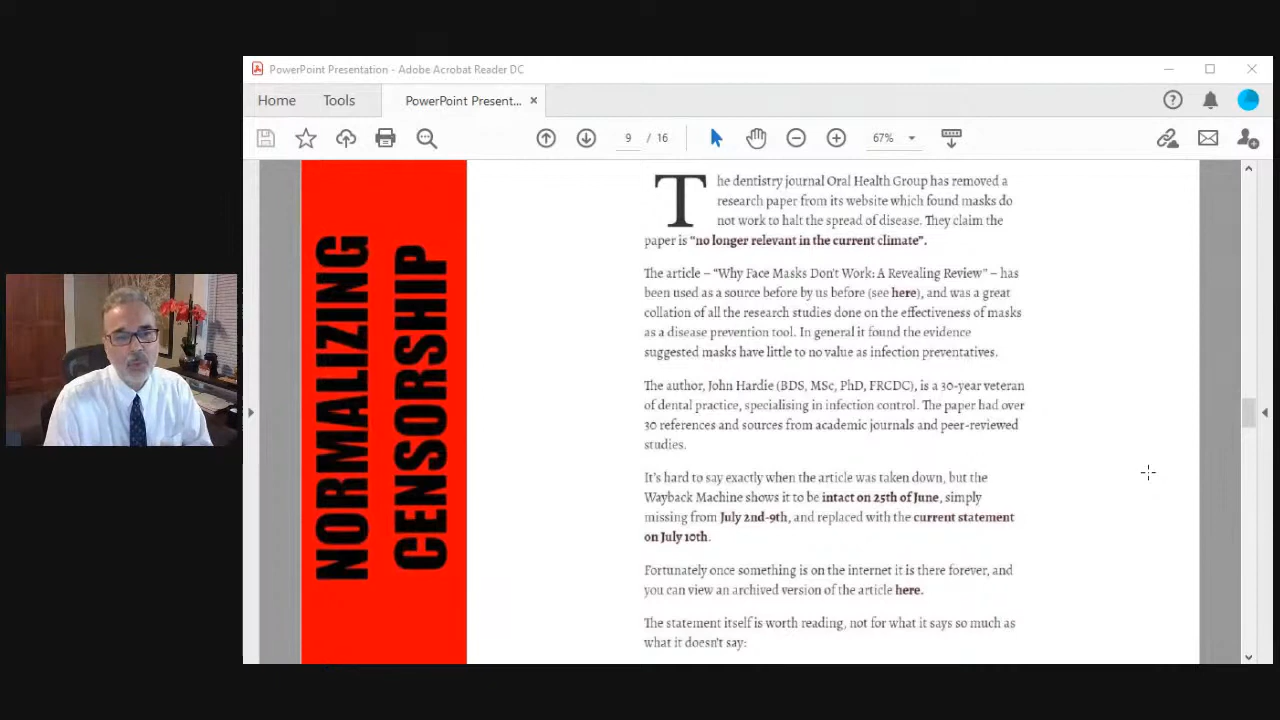 PowerPoint Presentation - Adobe Acrobat Reader DC
Home Tools PowerPoint Present... ×
9 / 16 67%
NORMALIZING
CENSORSHIP
The dentistry journal Oral Health Group has removed a
research paper from its website which found masks do
not work to halt the spread of disease. They claim the
paper is “no longer relevant in the current climate”.
The article – “Why Face Masks Don’t Work: A Revealing Review” – has
been used as a source before by us before (see here), and was a great
collation of all the research studies done on the effectiveness of masks
as a disease prevention tool. In general it found the evidence
suggested masks have little to no value as infection preventatives.
The author, John Hardie (BDS, MSc, PhD, FRCDC), is a 30-year veteran
of dental practice, specialising in infection control. The paper had over
30 references and sources from academic journals and peer-reviewed
studies.
It’s hard to say exactly when the article was taken down, but the
Wayback Machine shows it to be intact on 25th of June, simply
missing from July 2nd-9th, and replaced with the current statement
on July 10th.
Fortunately once something is on the internet it is there forever, and
you can view an archived version of the article here.
The statement itself is worth reading, not for what it says so much as
what it doesn’t say: